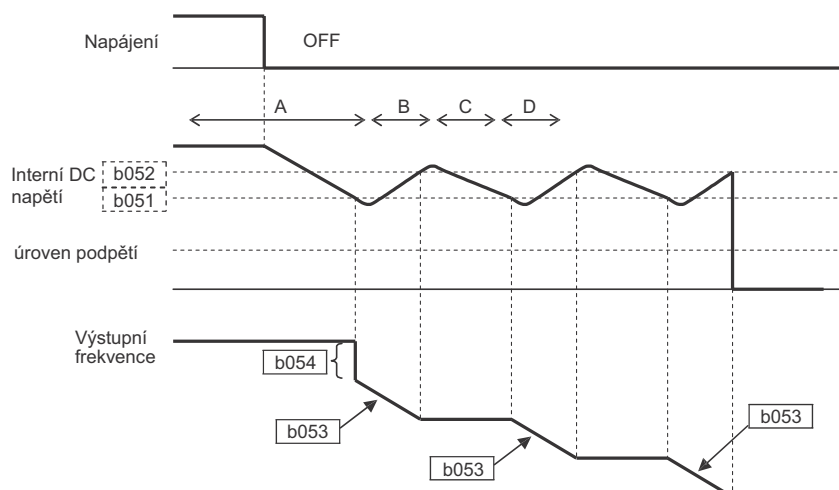 Napájení
OFF
A
B
C
D
Interní DC
napětí
b052
b051
úroven podpětí
Výstupní
frekvence
b054
b053
b053
b053